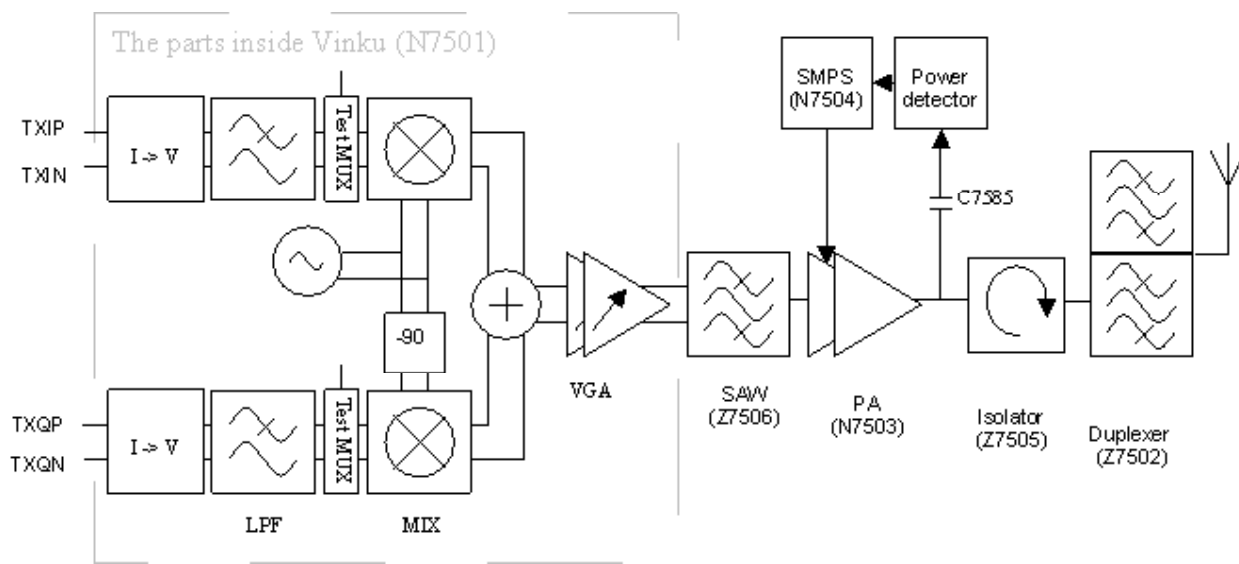 The parts inside Vinku (N7501)
TXIP
TXIN
I -> V
Test MUX
SMPS
(N7504)
Power
detector
C7585
-90
TXQP
TXQN
I -> V
Test MUX
LPF
MIX
VGA
SAW
(Z7506)
PA
(N7503)
Isolator
(Z7505)
Duplexer
(Z7502)